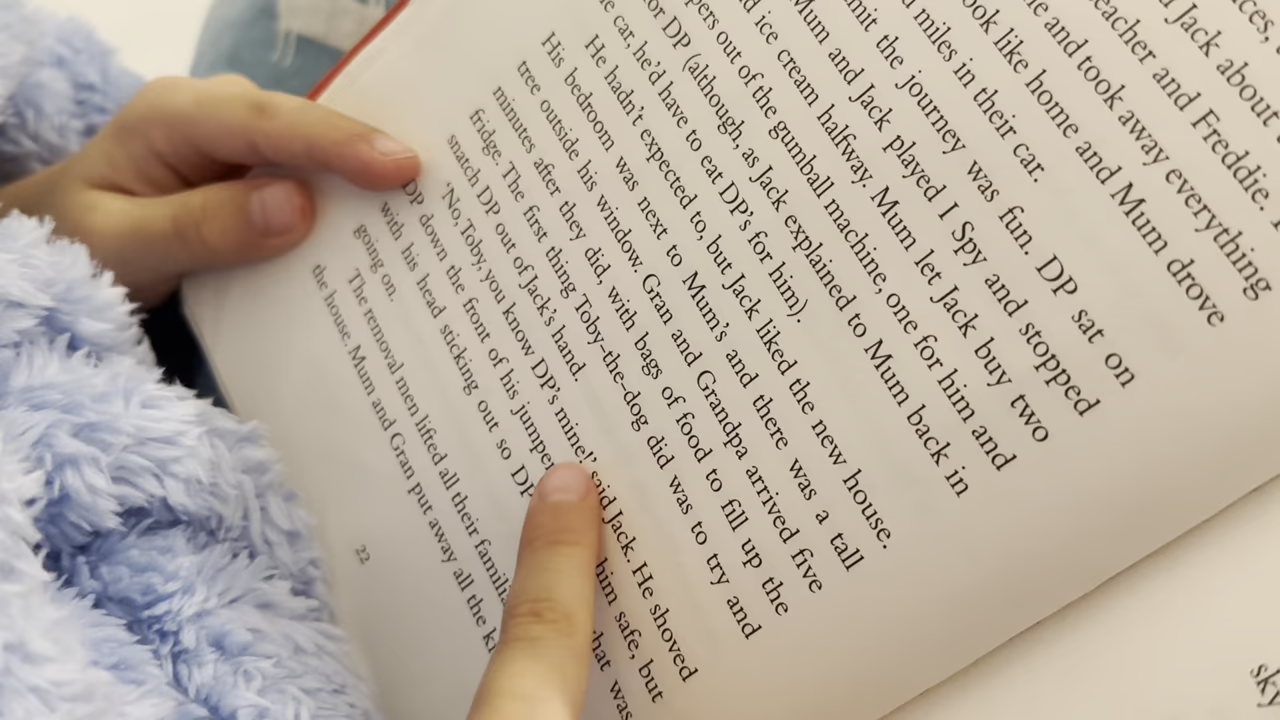 ces,
d Jack about
eacher and Freddie.
ne and took away everything
ook like home and Mum drove
d miles in their car.
mit the journey was fun. DP sat on
Mum and Jack played I Spy and stopped
d ice cream halfway. Mum let Jack buy two
pers out of the gumball machine, one for him and
or DP (although, as Jack explained to Mum back in
e car, he'd have to eat DP's for him).
He hadn't expected to, but Jack liked the new house.
His bedroom was next to Mum's and there was a tall
tree outside his window. Gran and Grandpa arrived five
minutes after they did, with bags of food to fill up the
fridge. The first thing Toby-the-dog did was to try and
snatch DP out of Jack's hand.
'No, Toby, you know DP's mine!' said Jack. He shoved
DP down the front of his jumper him safe, but
with his head sticking out so DP hat was
going on.
The removal men lifted all their famili
the house. Mum and Gran put away all the ki
22
sky